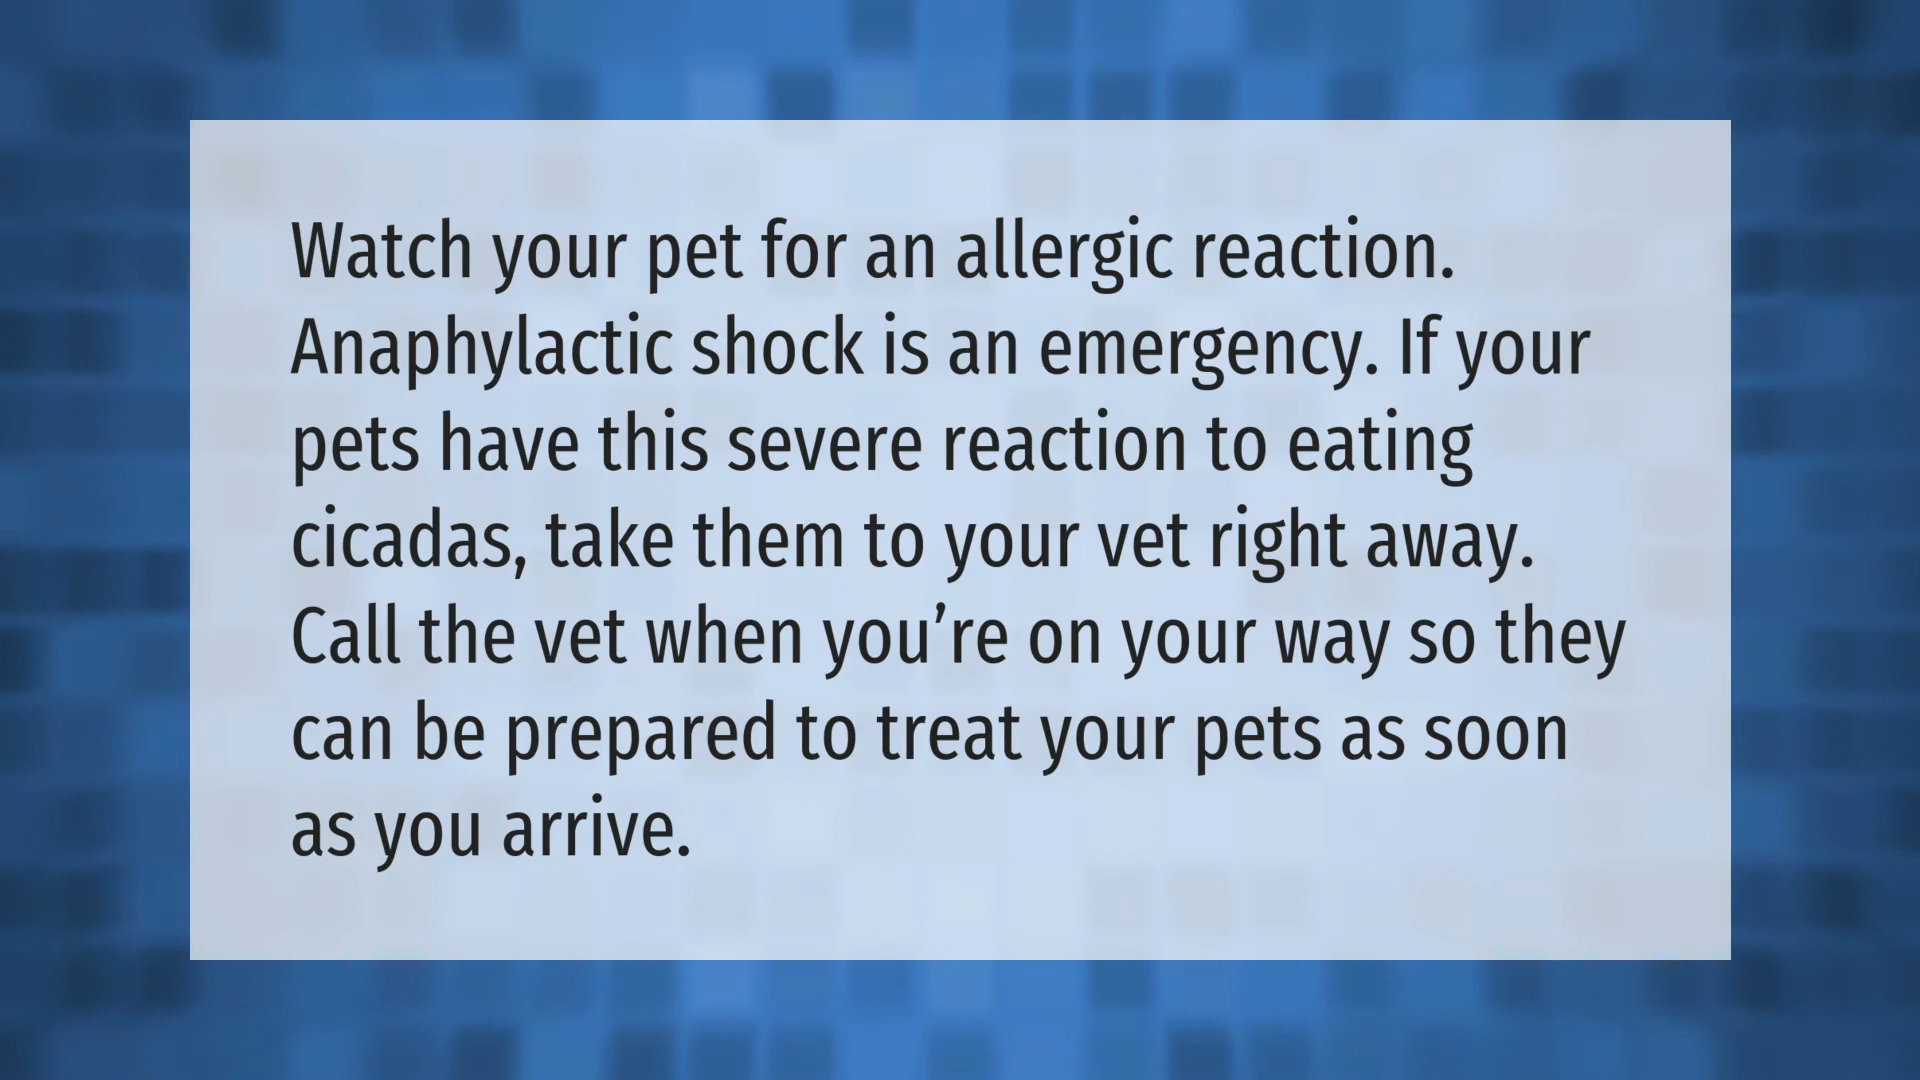 Watch your pet for an allergic reaction.
Anaphylactic shock is an emergency. If your
pets have this severe reaction to eating
cicadas, take them to your vet right away.
Call the vet when you’re on your way so they
can be prepared to treat your pets as soon
as you arrive.